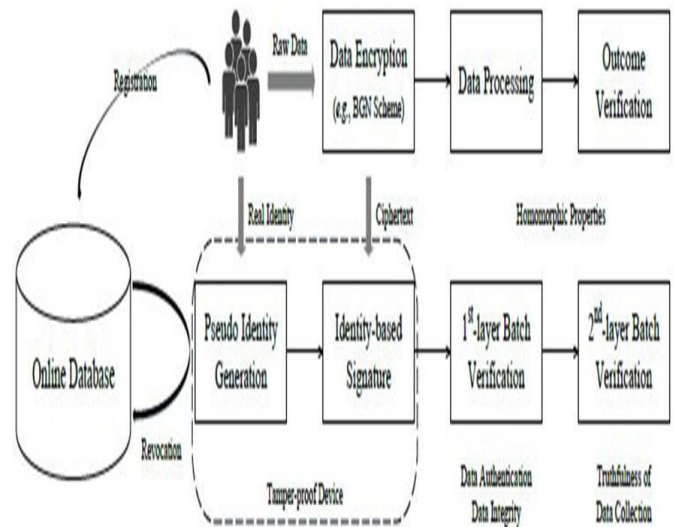 Raw Data
Registration
Data Encryption
(e.g., BGN Scheme)
Data Processing
Outcome
Verification
Real Identity
Ciphertext
Homomorphic Properties
Online Database
Pseudo Identity
Generation
Identity-based
Signature
1st-layer Batch
Verification
2nd-layer Batch
Verification
Revocation
Tamper-proof Device
Data Authentication
Data Integrity
Truthfulness of
Data Collection